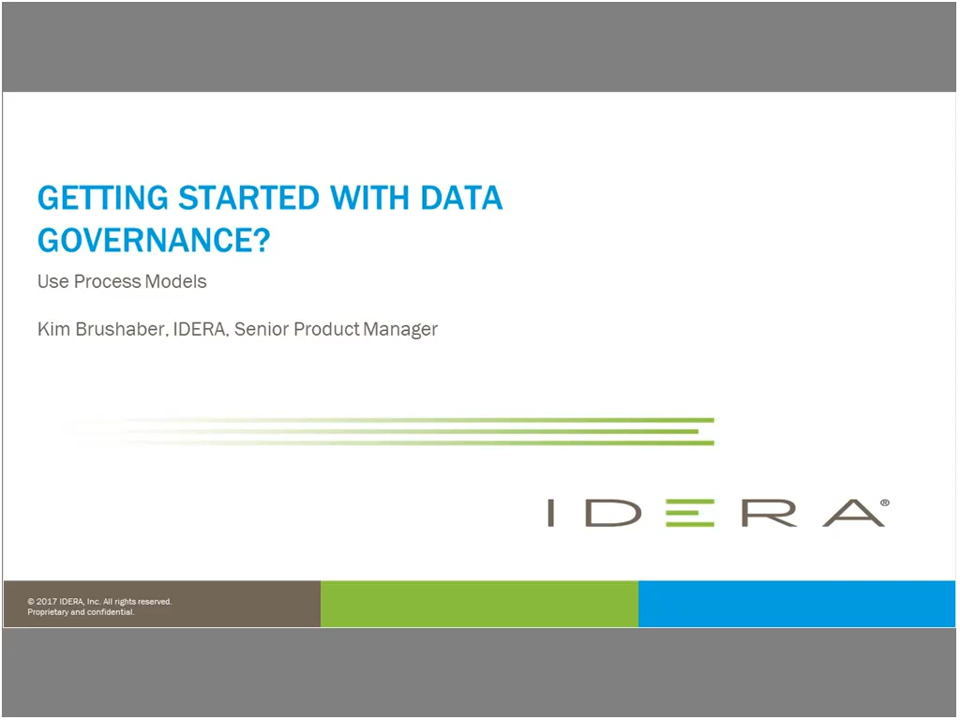 GETTING STARTED WITH DATA
GOVERNANCE?
Use Process Models
Kim Brushaber, IDERA, Senior Product Manager
IDERA®
© 2017 IDERA, Inc. All rights reserved.
Proprietary and confidential.